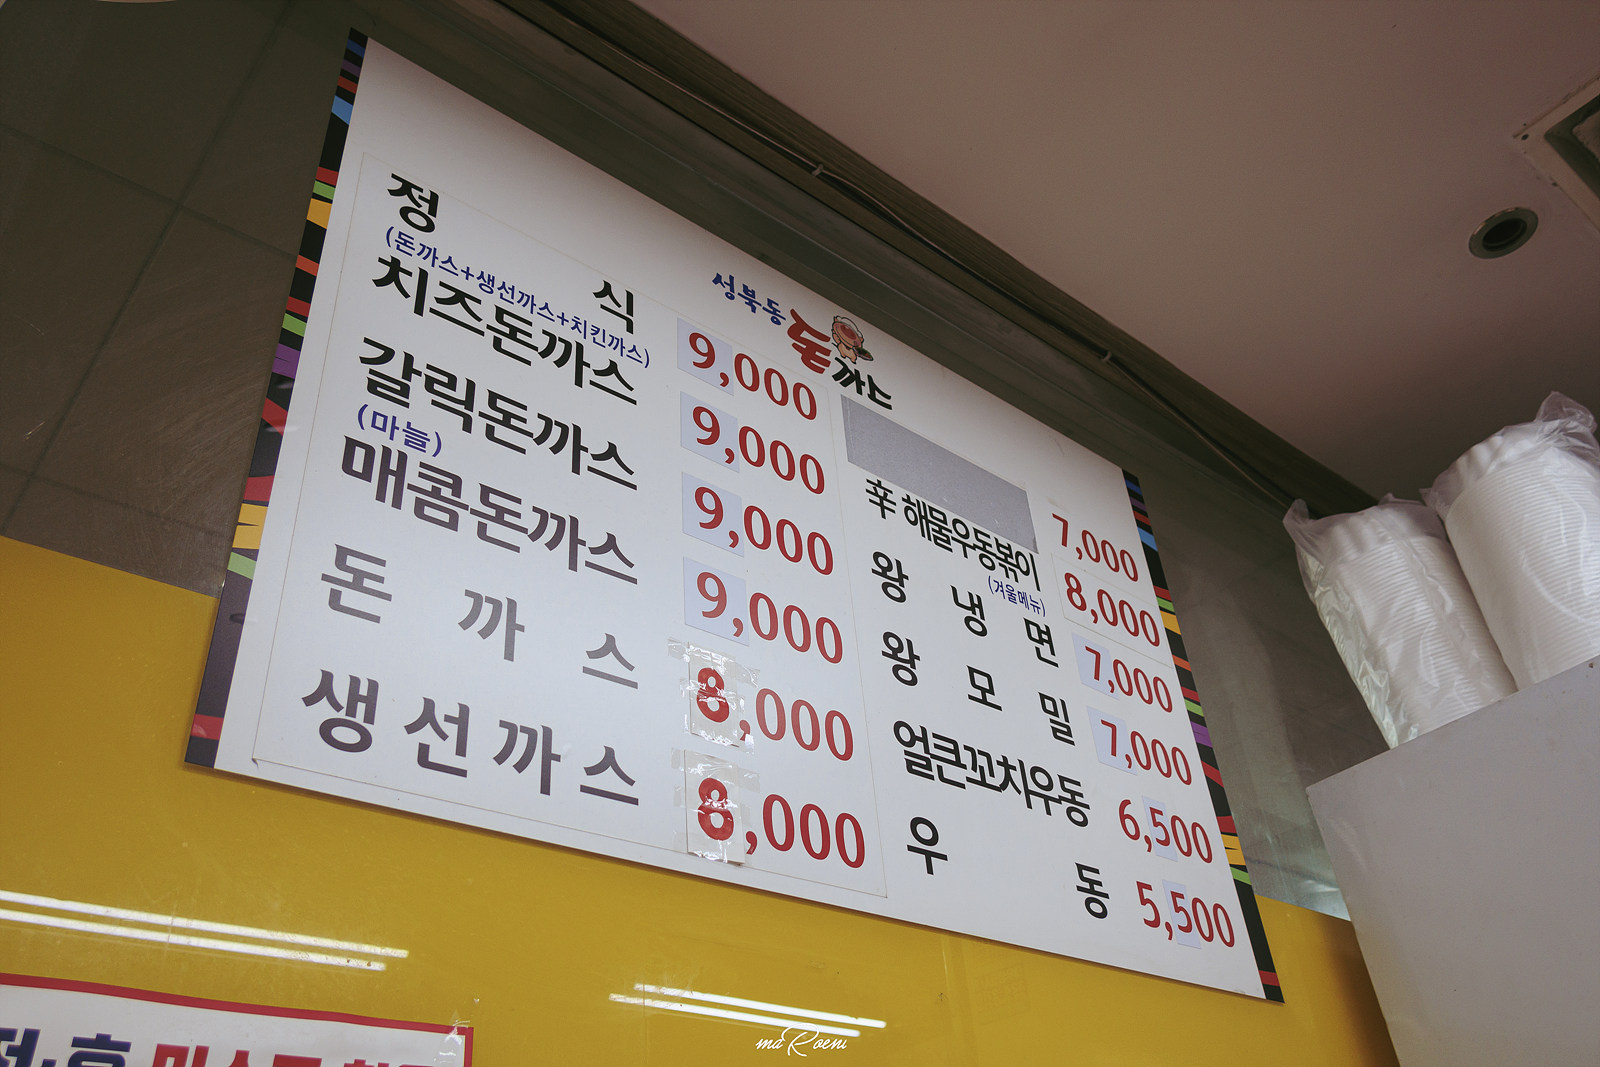 성북동 돈까스
정식 9,000
(돈까스+생선까스+치킨까스)
치즈돈까스 9,000
갈릭돈까스 9,000
(마늘)
매콤돈까스 9,000
돈까스 8,000
생선까스 8,000
7,000
辛해물우동볶이 8,000
(겨울메뉴)
왕냉면 7,000
왕모밀 7,000
얼큰꼬치우동 6,500
우동 5,500
maRoeni